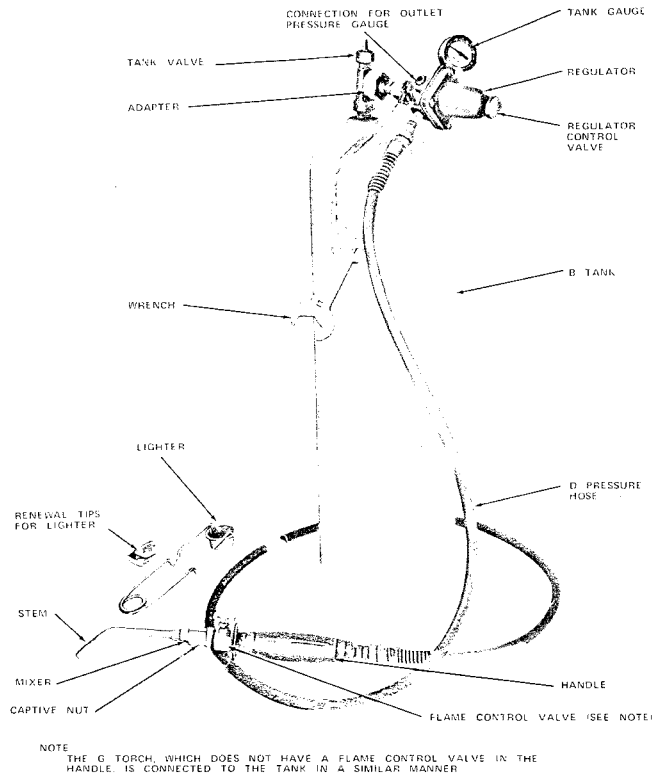 CONNECTION FOR OUTLET
PRESSURE GAUGE
TANK GAUGE
TANK VALVE
REGULATOR
ADAPTER
REGULATOR
CONTROL
VALVE
B TANK
WRENCH
LIGHTER
D PRESSURE
HOSE
RENEWAL TIPS
FOR LIGHTER
STEM
MIXER
HANDLE
CAPTIVE NUT
FLAME CONTROL VALVE (SEE NOTE)
NOTE
THE G TORCH, WHICH DOES NOT HAVE A FLAME CONTROL VALVE IN THE
HANDLE, IS CONNECTED TO THE TANK IN A SIMILAR MANNER